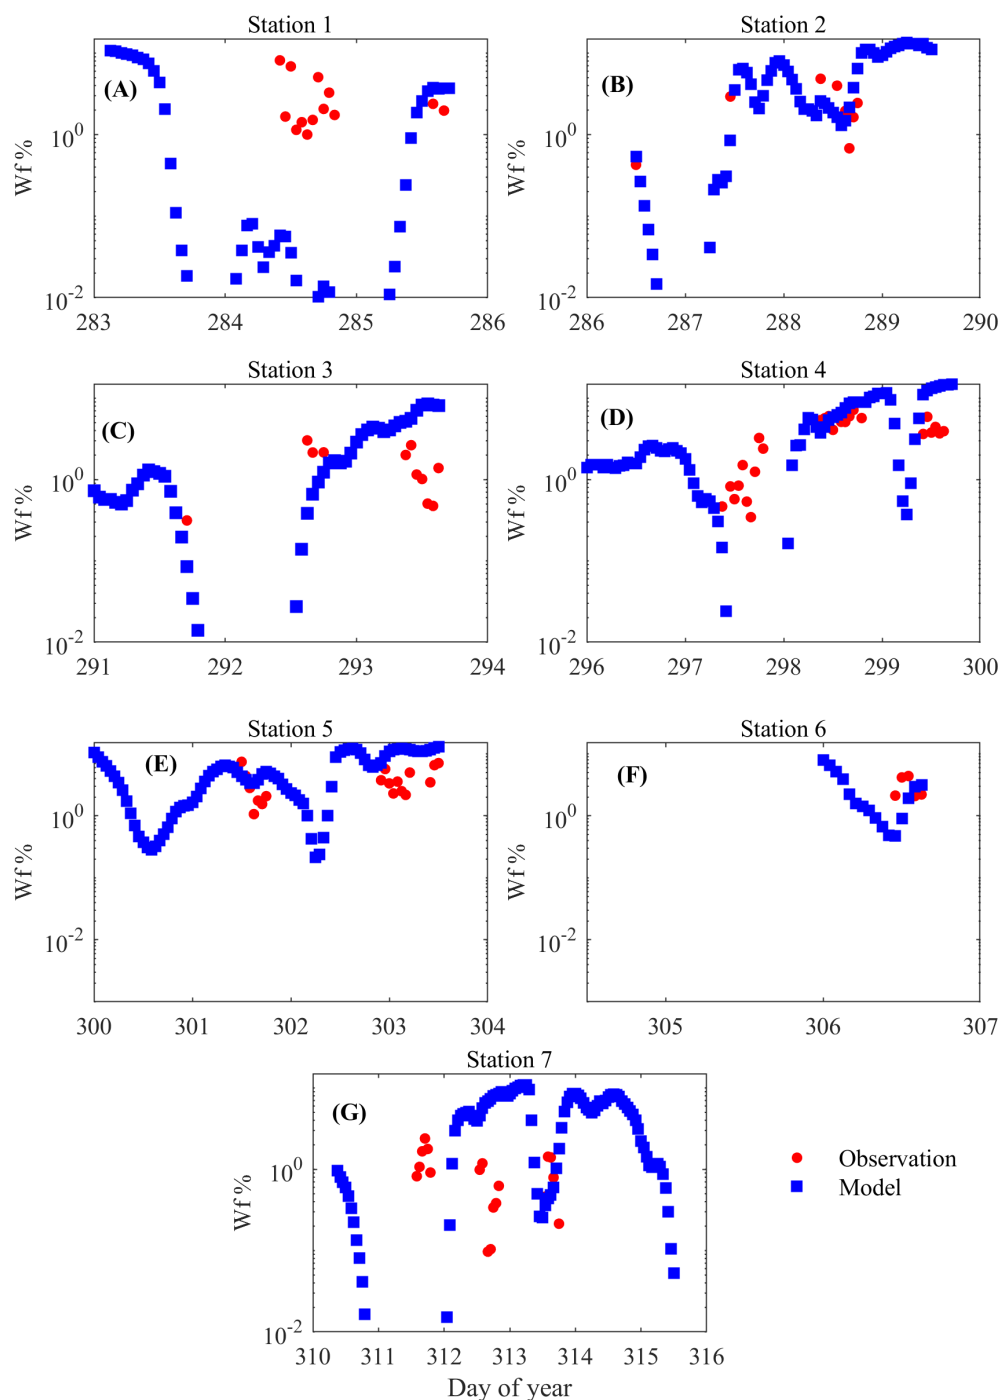 Station 1
Station 2
(A)
(B)
Wf %
10^0
10^-2
283 284 285 286
Wf %
10^0
10^-2
286 287 288 289 290
Station 3
Station 4
(C)
(D)
Wf %
10^0
10^-2
291 292 293 294
Wf %
10^0
10^-2
296 297 298 299 300
Station 5
Station 6
(E)
(F)
Wf %
10^0
10^-2
300 301 302 303 304
Wf %
10^0
10^-2
305 306 307
Station 7
(G)
Wf %
10^0
10^-2
310 311 312 313 314 315 316
Day of year
Observation
Model